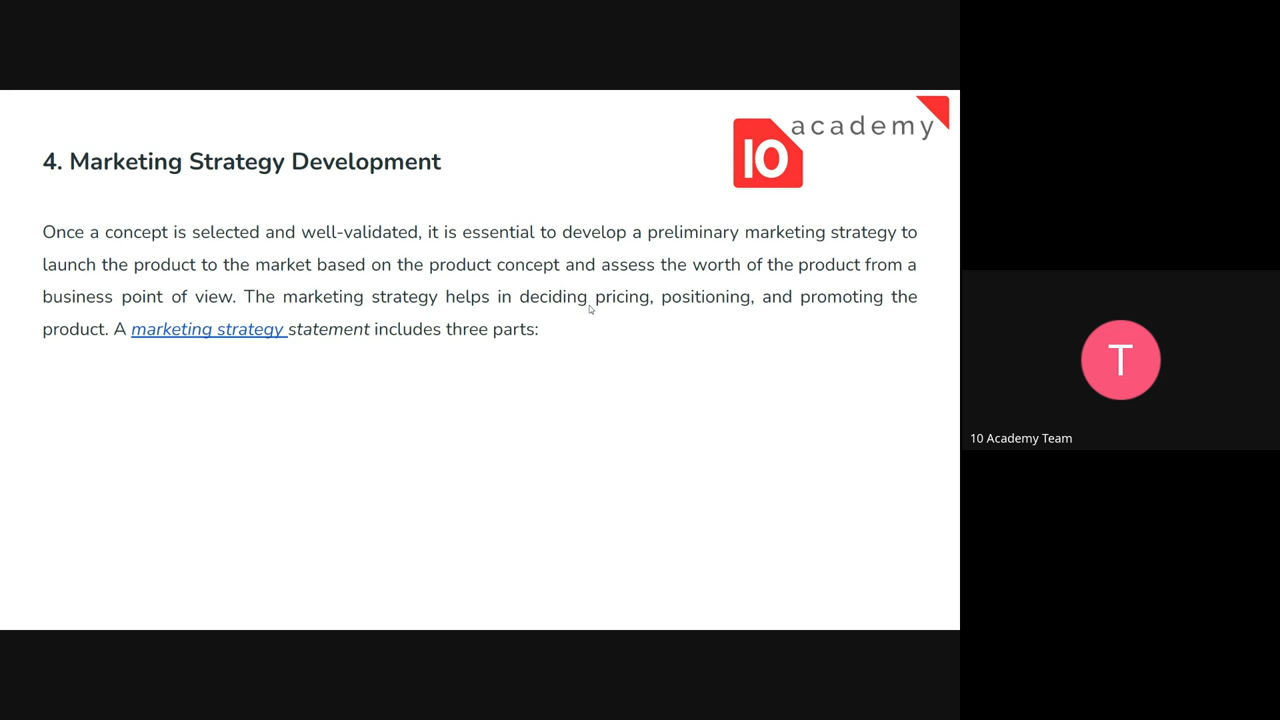 academy
10
4. Marketing Strategy Development
Once a concept is selected and well-validated, it is essential to develop a preliminary marketing strategy to
launch the product to the market based on the product concept and assess the worth of the product from a
business point of view. The marketing strategy helps in deciding pricing, positioning, and promoting the
product. A marketing strategy statement includes three parts:
T
10 Academy Team